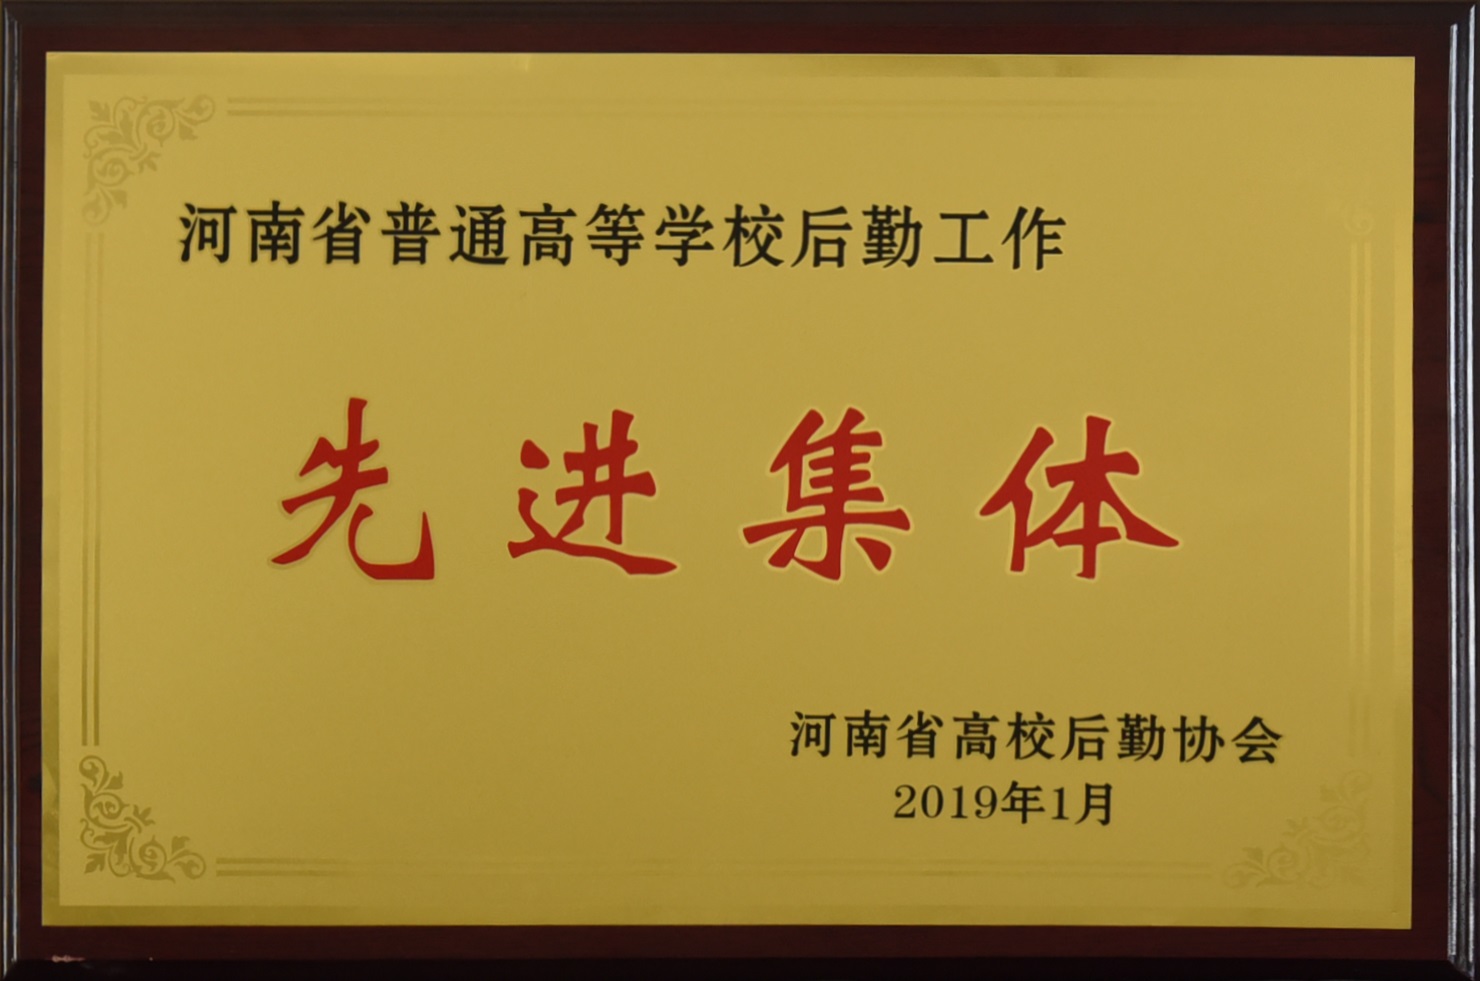 河南省普通高等学校后勤工作
先进集体
河南省高校后勤协会
2019年1月